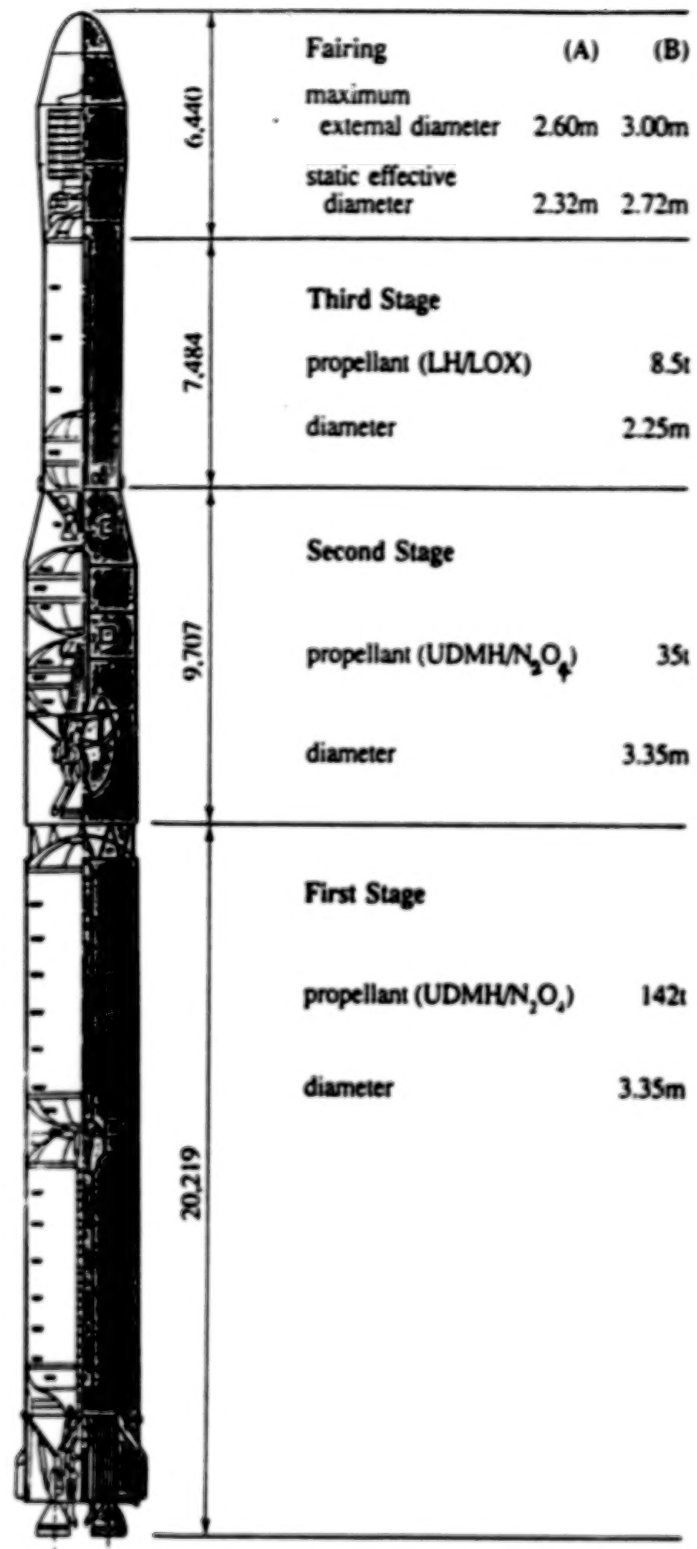 Fairing (A) (B)
maximum
external diameter 2.60m 3.00m
static effective
diameter 2.32m 2.72m
6,440
Third Stage
propellant (LH/LOX) 8.5t
diameter 2.25m
7,484
Second Stage
propellant (UDMH/N₂O₄) 35t
diameter 3.35m
9,707
First Stage
propellant (UDMH/N₂O₄) 142t
diameter 3.35m
20,219